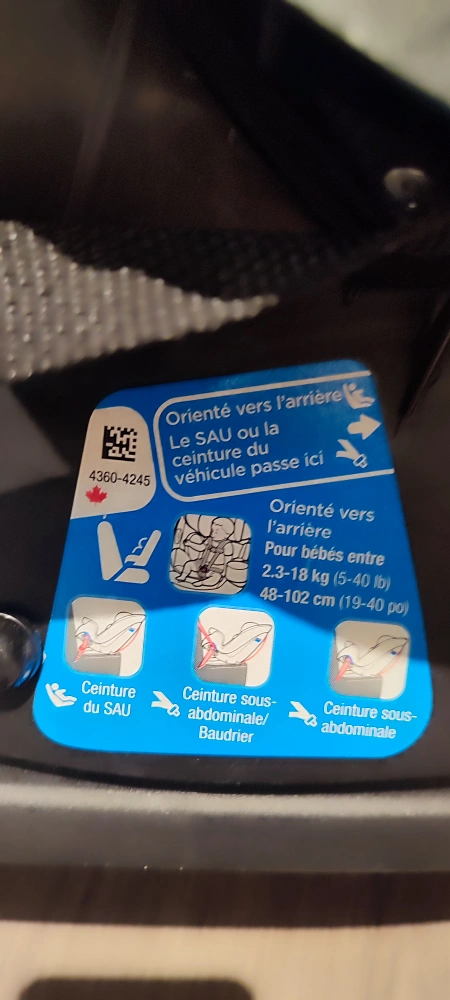 4360-4245
Orienté vers l'arrière
Le SAU ou la
ceinture du
véhicule passe ici
Orienté vers
l'arrière
Pour bébés entre
2.3-18 kg (5-40 lb)
48-102 cm (19-40 po)
Ceinture
du SAU
Ceinture sous-
abdominale/
Baudrier
Ceinture sous-
abdominale